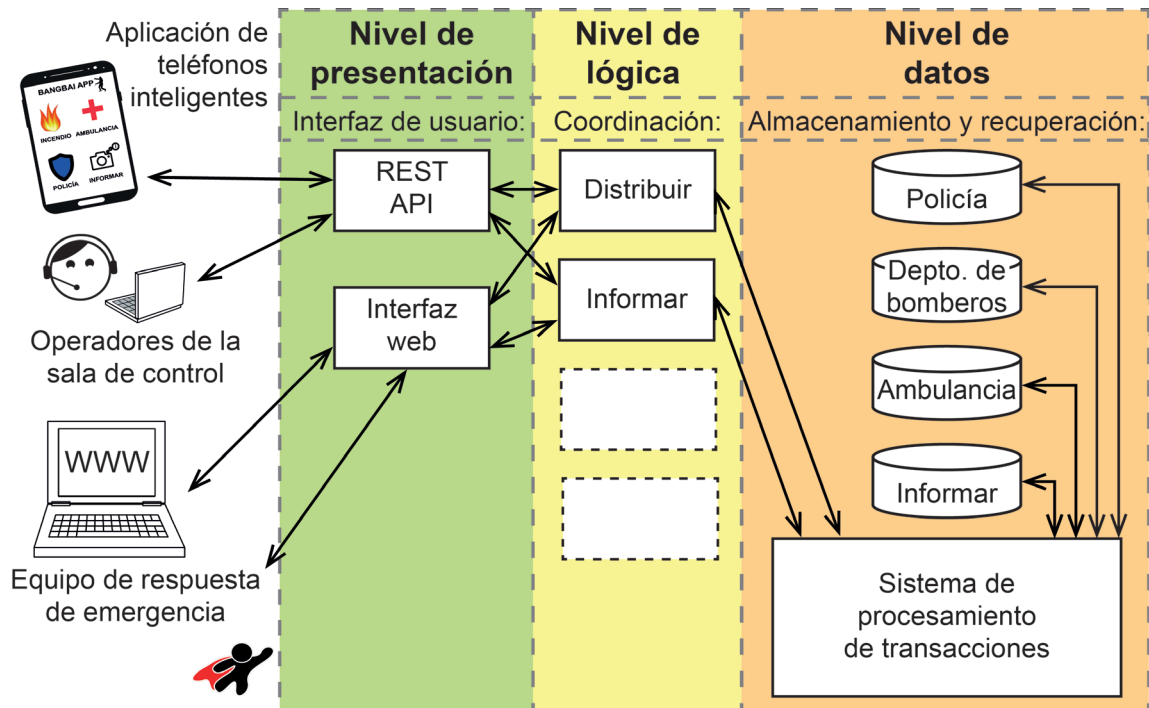 Aplicación de
teléfonos
inteligentes
BANGBAI APP
INCENDIO
AMBULANCIA
POLICÍA
INFORMAR
Operadores de la
sala de control
WWW
Equipo de respuesta
de emergencia
Nivel de
presentación
Interfaz de usuario:
REST
API
Interfaz
web
Nivel de
lógica
Coordinación:
Distribuir
Informar
Nivel de
datos
Almacenamiento y recuperación:
Policía
Depto. de
bomberos
Ambulancia
Informar
Sistema de
procesamiento
de transacciones